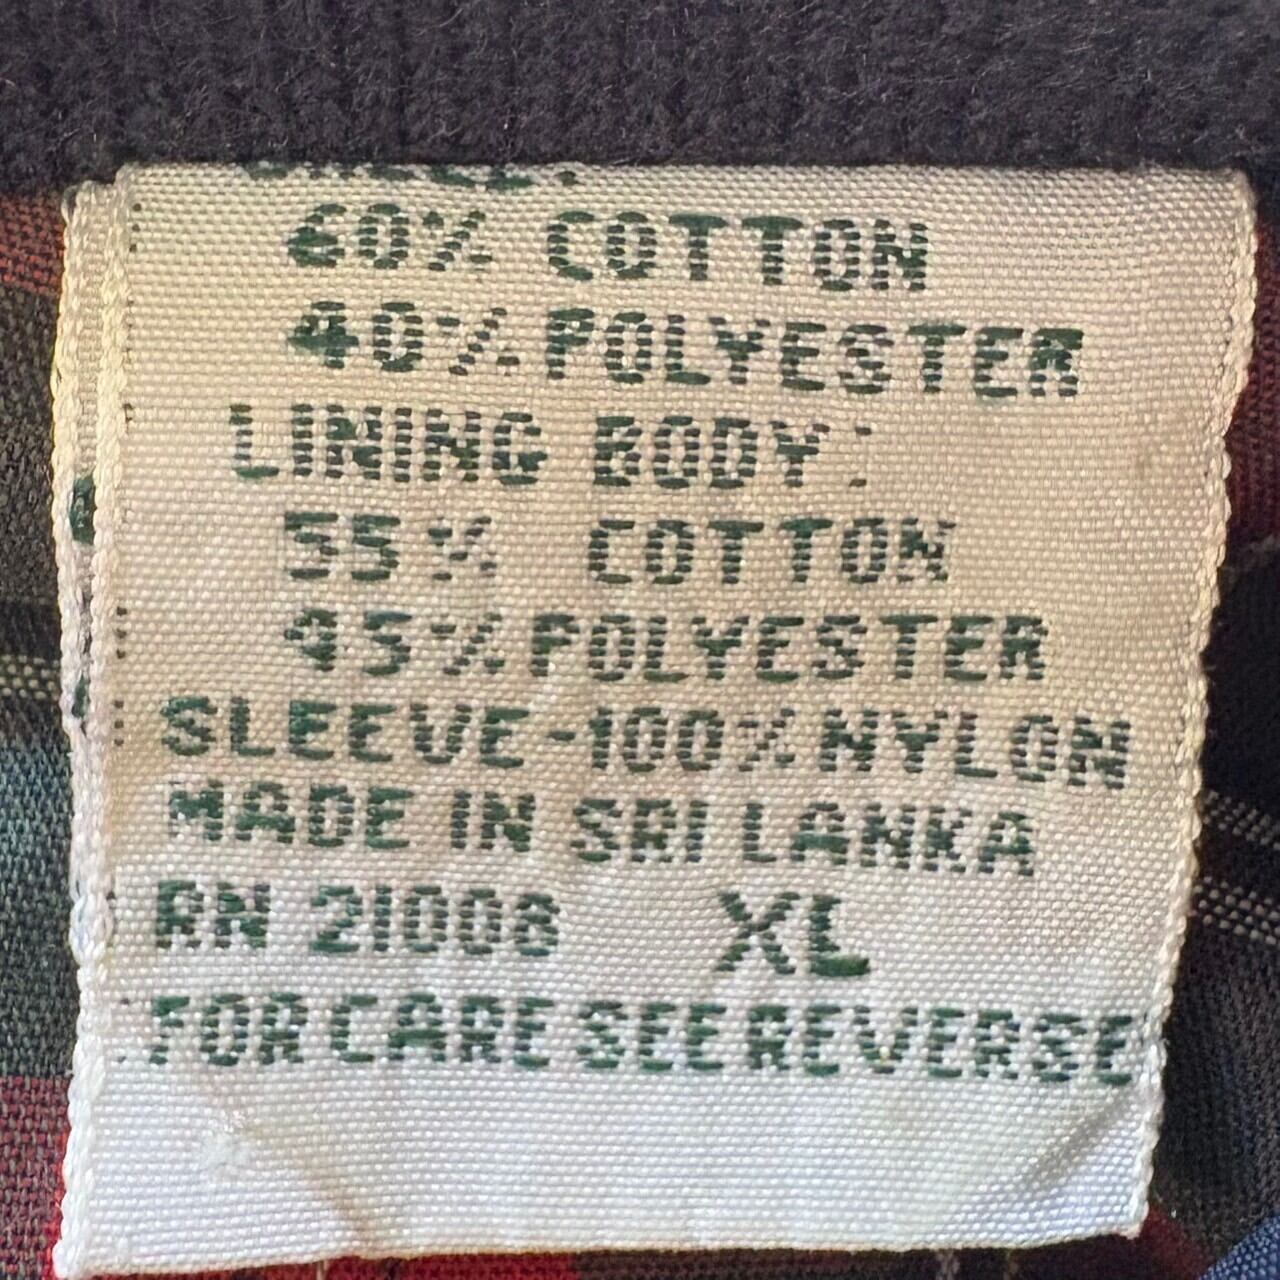 60% COTTON
40% POLYESTER
LINING BODY:
55% COTTON
45% POLYESTER
SLEEVE-100% NYLON
MADE IN SRI LANKA
RN 21008 XL
FOR CARE SEE REVERSE